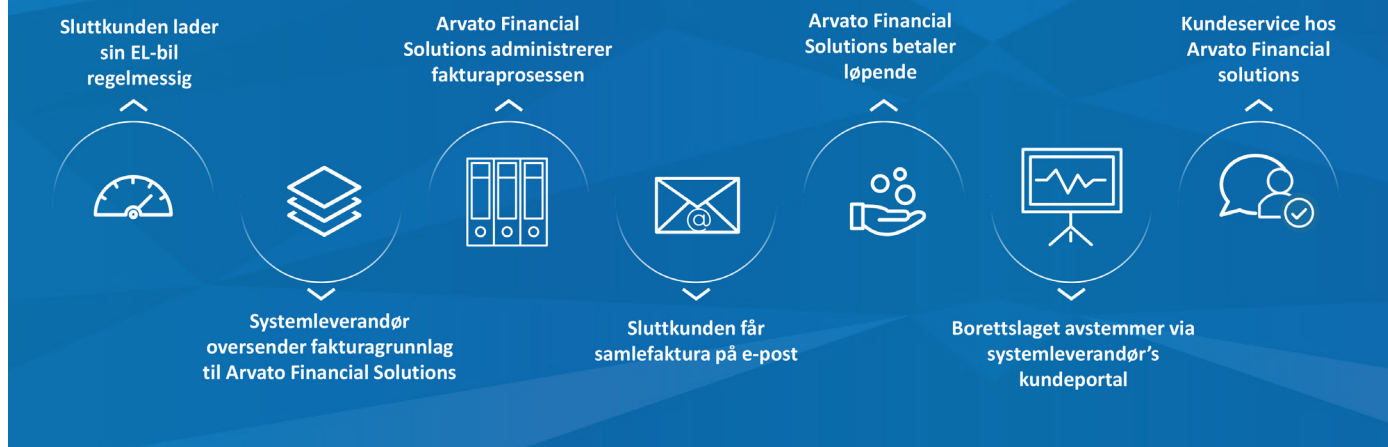 Sluttkunden lader
sin EL-bil
regelmessig
Systemleverandør
oversender fakturagrunnlag
til Arvato Financial Solutions
Arvato Financial
Solutions administrerer
fakturaprosessen
@
Sluttkunden får
samlefaktura på e-post
Arvato Financial
Solutions betaler
løpende
Borettslaget avstemmer via
systemleverandør’s
kundeportal
Kundeservice hos
Arvato Financial
solutions